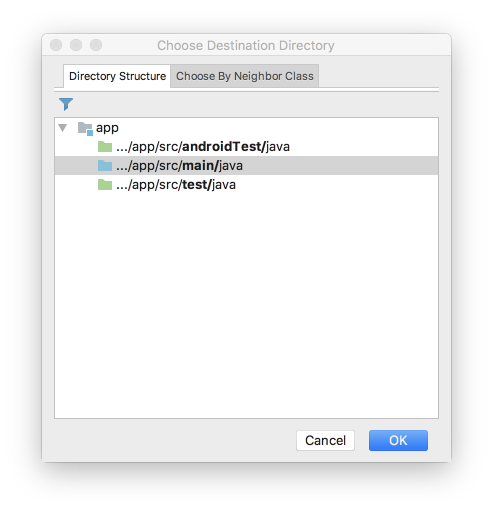 Choose Destination Directory
Directory Structure Choose By Neighbor Class
app
.../app/src/androidTest/java
.../app/src/main/java
.../app/src/test/java
Cancel OK